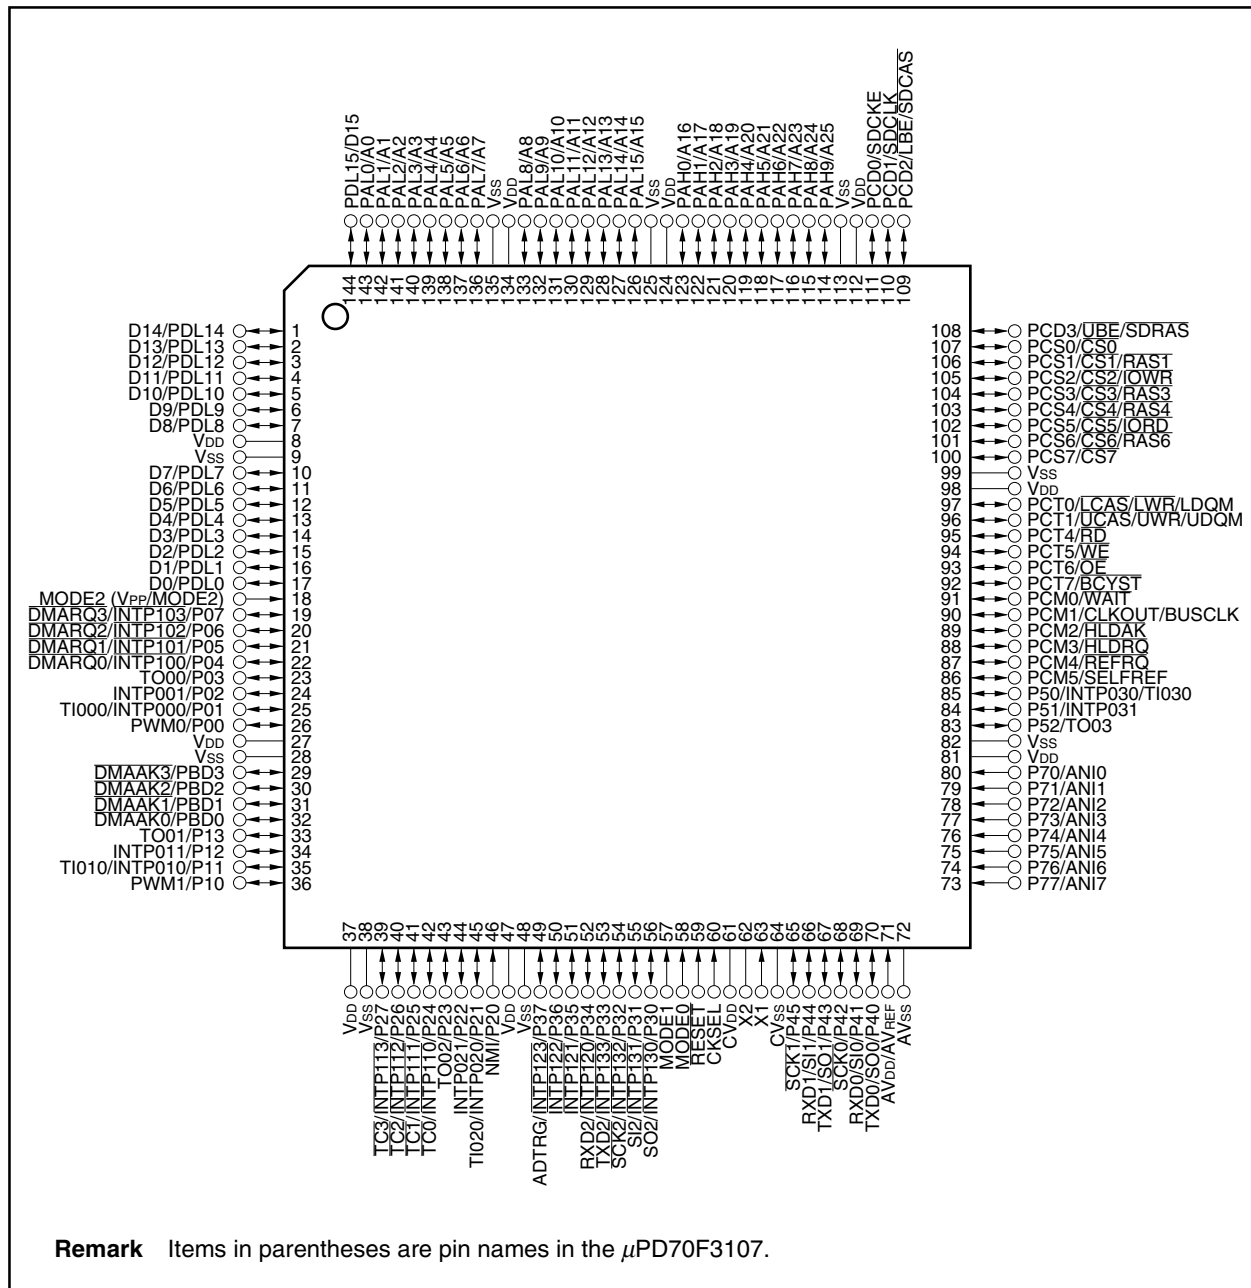 PDL15/D15
PAL0/A0
PAL1/A1
PAL2/A2
PAL3/A3
PAL4/A4
PAL5/A5
PAL6/A6
PAL7/A7
VSS
VDD
PAL8/A8
PAL9/A9
PAL10/A10
PAL11/A11
PAL12/A12
PAL13/A13
PAL14/A14
PAL15/A15
VSS
VDD
PAH0/A16
PAH1/A17
PAH2/A18
PAH3/A19
PAH4/A20
PAH5/A21
PAH6/A22
PAH7/A23
PAH8/A24
PAH9/A25
VSS
VDD
PCD0/SDCKE
PCD1/SDCLK
PCD2/LBE/SDCAS
144
143
142
141
140
139
138
137
136
135
134
133
132
131
130
129
128
127
126
125
124
123
122
121
120
119
118
117
116
115
114
113
112
111
110
109
D14/PDL14 1
D13/PDL13 2
D12/PDL12 3
D11/PDL11 4
D10/PDL10 5
D9/PDL9 6
D8/PDL8 7
VDD 8
VSS 9
D7/PDL7 10
D6/PDL6 11
D5/PDL5 12
D4/PDL4 13
D3/PDL3 14
D2/PDL2 15
D1/PDL1 16
D0/PDL0 17
MODE2 (VPP/MODE2) 18
DMARQ3/INTP103/P07 19
DMARQ2/INTP102/P06 20
DMARQ1/INTP101/P05 21
DMARQ0/INTP100/P04 22
TO00/P03 23
INTP001/P02 24
TI000/INTP000/P01 25
PWM0/P00 26
VDD 27
VSS 28
DMAAK3/PBD3 29
DMAAK2/PBD2 30
DMAAK1/PBD1 31
DMAAK0/PBD0 32
TO01/P13 33
INTP011/P12 34
TI010/INTP010/P11 35
PWM1/P10 36
108 PCD3/UBE/SDRAS
107 PCS0/CS0
106 PCS1/CS1/RAS1
105 PCS2/CS2/IOWR
104 PCS3/CS3/RAS3
103 PCS4/CS4/RAS4
102 PCS5/CS5/IORD
101 PCS6/CS6/RAS6
100 PCS7/CS7
99 VSS
98 VDD
97 PCT0/LCAS/LWR/LDQM
96 PCT1/UCAS/UWR/UDQM
95 PCT4/RD
94 PCT5/WE
93 PCT6/OE
92 PCT7/BCYST
91 PCM0/WAIT
90 PCM1/CLKOUT/BUSCLK
89 PCM2/HLDAK
88 PCM3/HLDRQ
87 PCM4/REFRQ
86 PCM5/SELFREF
85 P50/INTP030/TI030
84 P51/INTP031
83 P52/TO03
82 VSS
81 VDD
80 P70/ANI0
79 P71/ANI1
78 P72/ANI2
77 P73/ANI3
76 P74/ANI4
75 P75/ANI5
74 P76/ANI6
73 P77/ANI7
37
38
39
40
41
42
43
44
45
46
47
48
49
50
51
52
53
54
55
56
57
58
59
60
61
62
63
64
65
66
67
68
69
70
71
72
VDD
VSS
TC3/INTP113/P27
TC2/INTP112/P26
TC1/INTP111/P25
TC0/INTP110/P24
TO02/P23
INTP021/P22
TI020/INTP020/P21
NMI/P20
VDD
VSS
ADTRG/INTP123/P37
INTP122/P36
INTP121/P35
RXD2/INTP120/P34
TXD2/INTP133/P33
SCK2/INTP132/P32
SI2/INTP131/P31
SO2/INTP130/P30
MODE1
MODE0
RESET
CKSEL
CVDD
X2
X1
CVSS
SCK1/P45
RXD1/SI1/P44
TXD1/SO1/P43
SCK0/P42
RXD0/SI0/P41
TXD0/SO0/P40
AVDD/AVREF
AVSS
Remark Items in parentheses are pin names in the μPD70F3107.